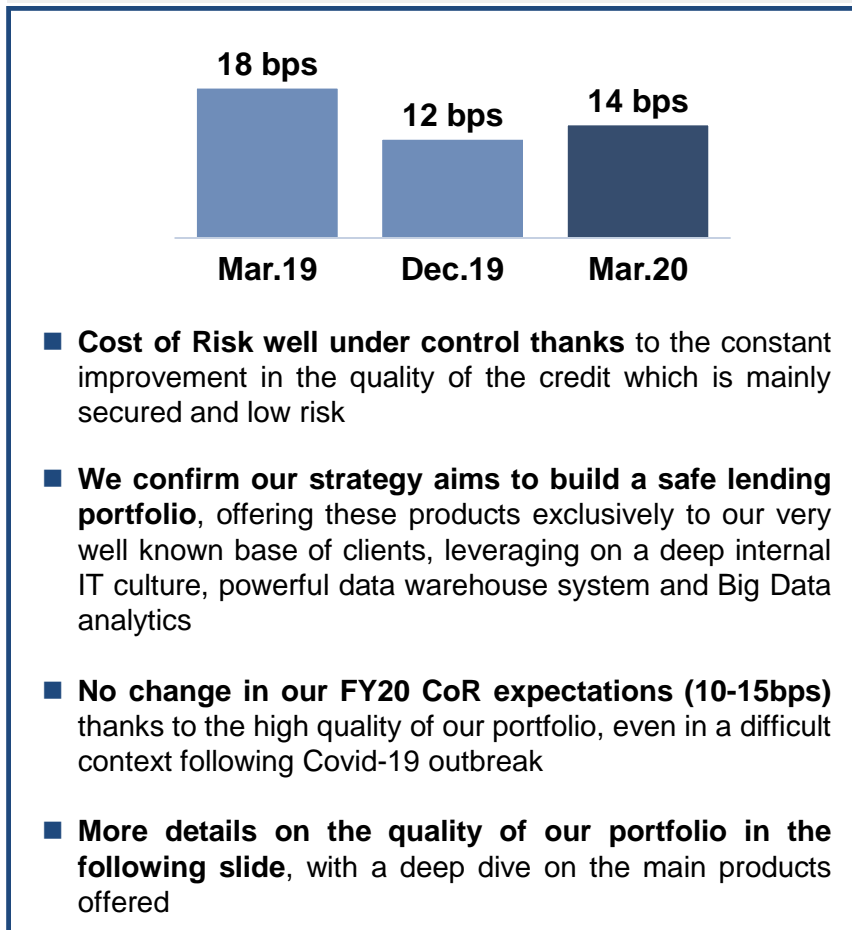 18 bps
12 bps
14 bps
Mar.19
Dec.19
Mar.20
Cost of Risk well under control thanks to the constant
improvement in the quality of the credit which is mainly
secured and low risk
We confirm our strategy aims to build a safe lending
portfolio, offering these products exclusively to our very
well known base of clients, leveraging on a deep internal
IT culture, powerful data warehouse system and Big Data
analytics
No change in our FY20 CoR expectations (10-15bps)
thanks to the high quality of our portfolio, even in a difficult
context following Covid-19 outbreak
More details on the quality of our portfolio in the
following slide, with a deep dive on the main products
offered